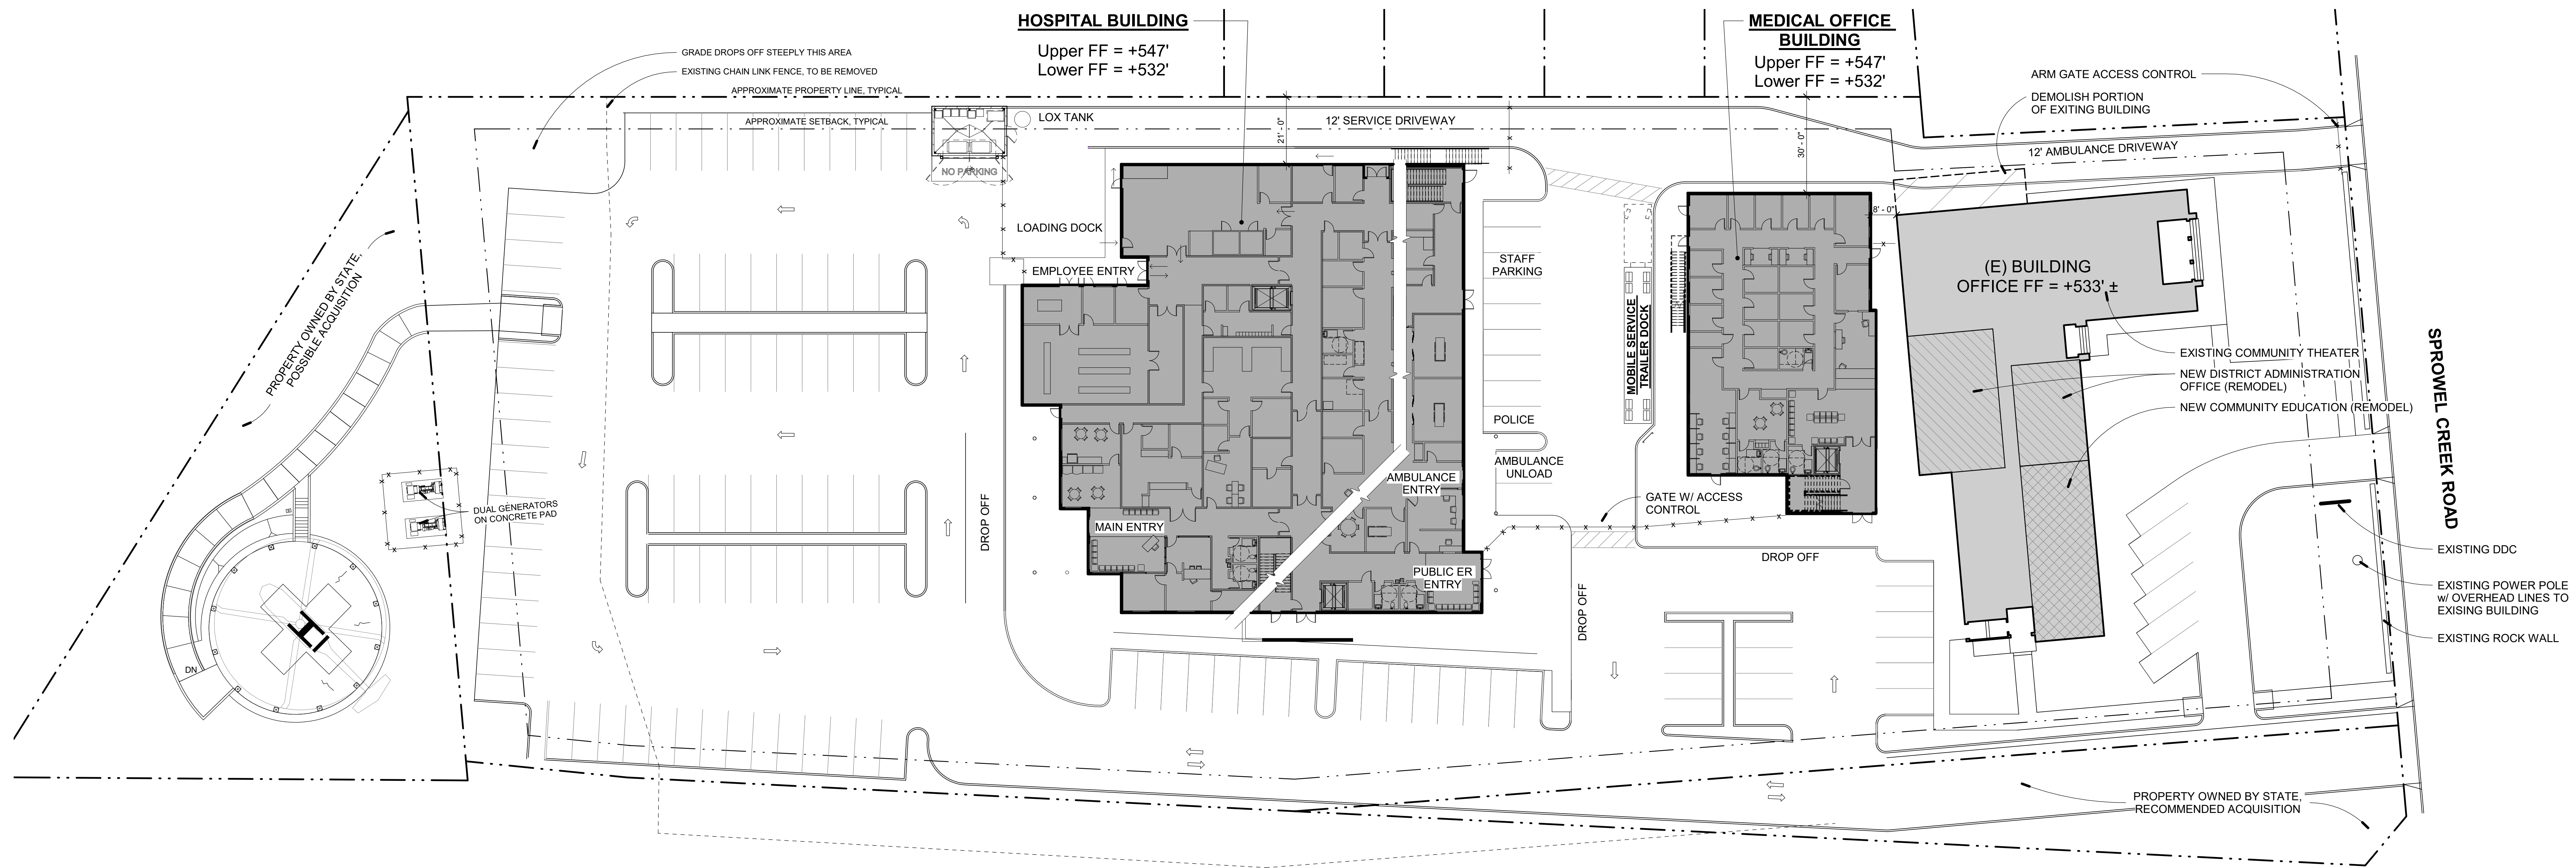 HOSPITAL BUILDING
Upper FF = +547'
Lower FF = +532'
MEDICAL OFFICE
BUILDING
Upper FF = +547'
Lower FF = +532'
GRADE DROPS OFF STEEPLY THIS AREA
EXISTING CHAIN LINK FENCE, TO BE REMOVED
APPROXIMATE PROPERTY LINE, TYPICAL
APPROXIMATE SETBACK, TYPICAL
LOX TANK
NO PARKING
21' - 0"
12' SERVICE DRIVEWAY
30' - 0"
ARM GATE ACCESS CONTROL
DEMOLISH PORTION
OF EXITING BUILDING
12' AMBULANCE DRIVEWAY
8' - 0"
PROPERTY OWNED BY STATE,
POSSIBLE ACQUISITION
LOADING DOCK
EMPLOYEE ENTRY
STAFF
PARKING
MOBILE SERVICE
TRAILER DOCK
(E) BUILDING
OFFICE FF = +533' ±
EXISTING COMMUNITY THEATER
NEW DISTRICT ADMINISTRATION
OFFICE (REMODEL)
NEW COMMUNITY EDUCATION (REMODEL)
SPROWEL CREEK ROAD
POLICE
AMBULANCE
UNLOAD
AMBULANCE
ENTRY
GATE W/ ACCESS
CONTROL
DUAL GENERATORS
ON CONCRETE PAD
DROP OFF
MAIN ENTRY
PUBLIC ER
ENTRY
DROP OFF
DROP OFF
EXISTING DDC
EXISTING POWER POLE
w/ OVERHEAD LINES TO
EXISING BUILDING
EXISTING ROCK WALL
H
DN
PROPERTY OWNED BY STATE,
RECOMMENDED ACQUISITION